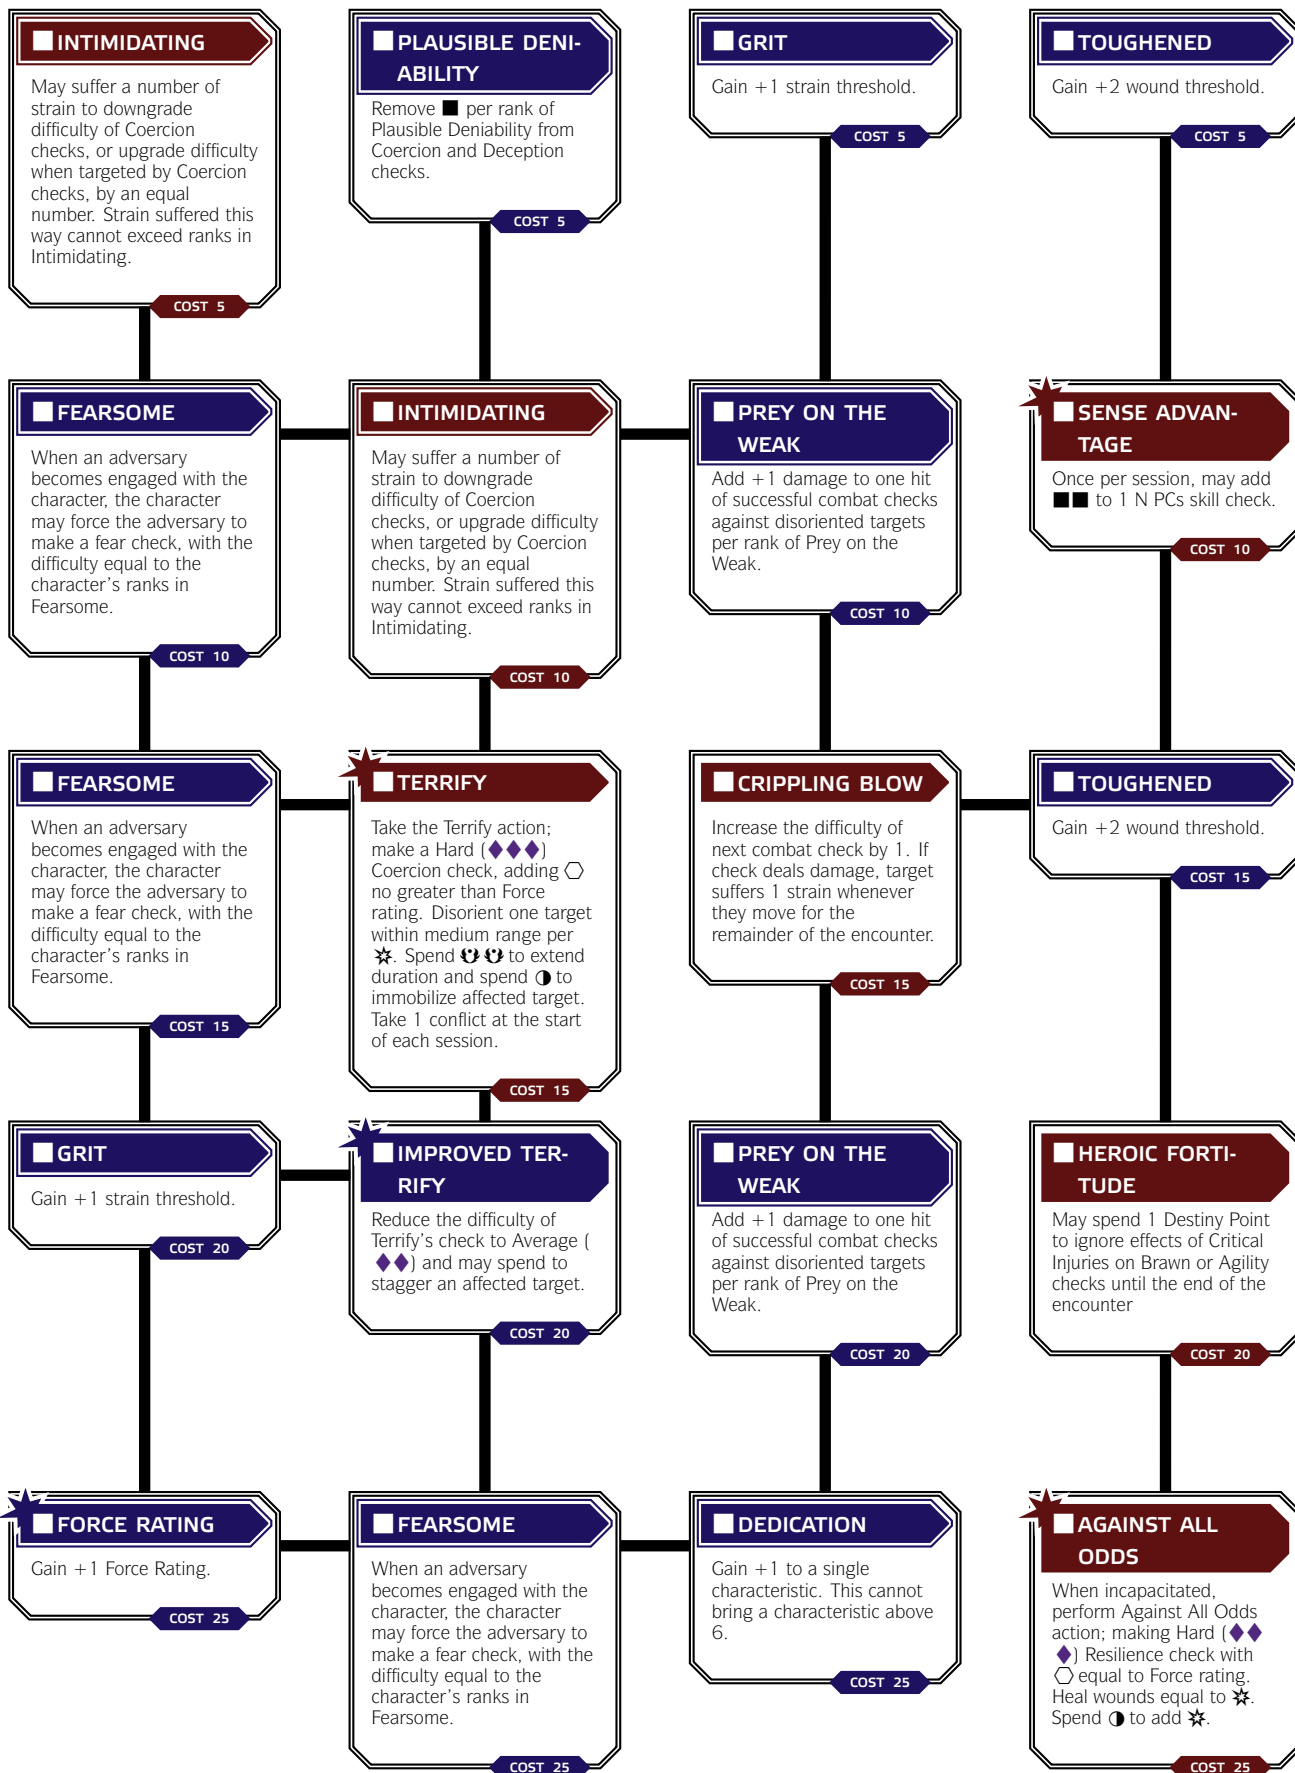 INTIMIDATING
May suffer a number of
strain to downgrade
difficulty of Coercion
checks, or upgrade difficulty
when targeted by Coercion
checks, by an equal
number. Strain suffered this
way cannot exceed ranks in
Intimidating.
COST 5
PLAUSIBLE DENI-
ABILITY
Remove ■ per rank of
Plausible Deniability from
Coercion and Deception
checks.
COST 5
GRIT
Gain +1 strain threshold.
COST 5
TOUGHENED
Gain +2 wound threshold.
COST 5
FEARSOME
When an adversary
becomes engaged with the
character, the character
may force the adversary to
make a fear check, with the
difficulty equal to the
character's ranks in
Fearsome.
COST 10
INTIMIDATING
May suffer a number of
strain to downgrade
difficulty of Coercion
checks, or upgrade difficulty
when targeted by Coercion
checks, by an equal
number. Strain suffered this
way cannot exceed ranks in
Intimidating.
COST 10
PREY ON THE
WEAK
Add +1 damage to one hit
of successful combat checks
against disoriented targets
per rank of Prey on the
Weak.
COST 10
SENSE ADVAN-
TAGE
Once per session, may add
■■ to 1 N PCs skill check.
COST 10
FEARSOME
When an adversary
becomes engaged with the
character, the character
may force the adversary to
make a fear check, with the
difficulty equal to the
character's ranks in
Fearsome.
COST 15
TERRIFY
Take the Terrify action;
make a Hard (◆◆◆)
Coercion check, adding ⬡
no greater than Force
rating. Disorient one target
within medium range per
. Spend to extend
duration and spend ◑ to
immobilize affected target.
Take 1 conflict at the start
of each session.
COST 15
CRIPPLING BLOW
Increase the difficulty of
next combat check by 1. If
check deals damage, target
suffers 1 strain whenever
they move for the
remainder of the encounter.
COST 15
TOUGHENED
Gain +2 wound threshold.
COST 15
GRIT
Gain +1 strain threshold.
COST 20
IMPROVED TER-
RIFY
Reduce the difficulty of
Terrify's check to Average (
◆◆) and may spend to
stagger an affected target.
COST 20
PREY ON THE
WEAK
Add +1 damage to one hit
of successful combat checks
against disoriented targets
per rank of Prey on the
Weak.
COST 20
HEROIC FORTI-
TUDE
May spend 1 Destiny Point
to ignore effects of Critical
Injuries on Brawn or Agility
checks until the end of the
encounter
COST 20
FORCE RATING
Gain +1 Force Rating.
COST 25
FEARSOME
When an adversary
becomes engaged with the
character, the character
may force the adversary to
make a fear check, with the
difficulty equal to the
character's ranks in
Fearsome.
COST 25
DEDICATION
Gain +1 to a single
characteristic. This cannot
bring a characteristic above
6.
COST 25
AGAINST ALL
ODDS
When incapacitated,
perform Against All Odds
action; making Hard (◆◆
◆) Resilience check with
⬡ equal to Force rating.
Heal wounds equal to .
Spend ◑ to add .
COST 25